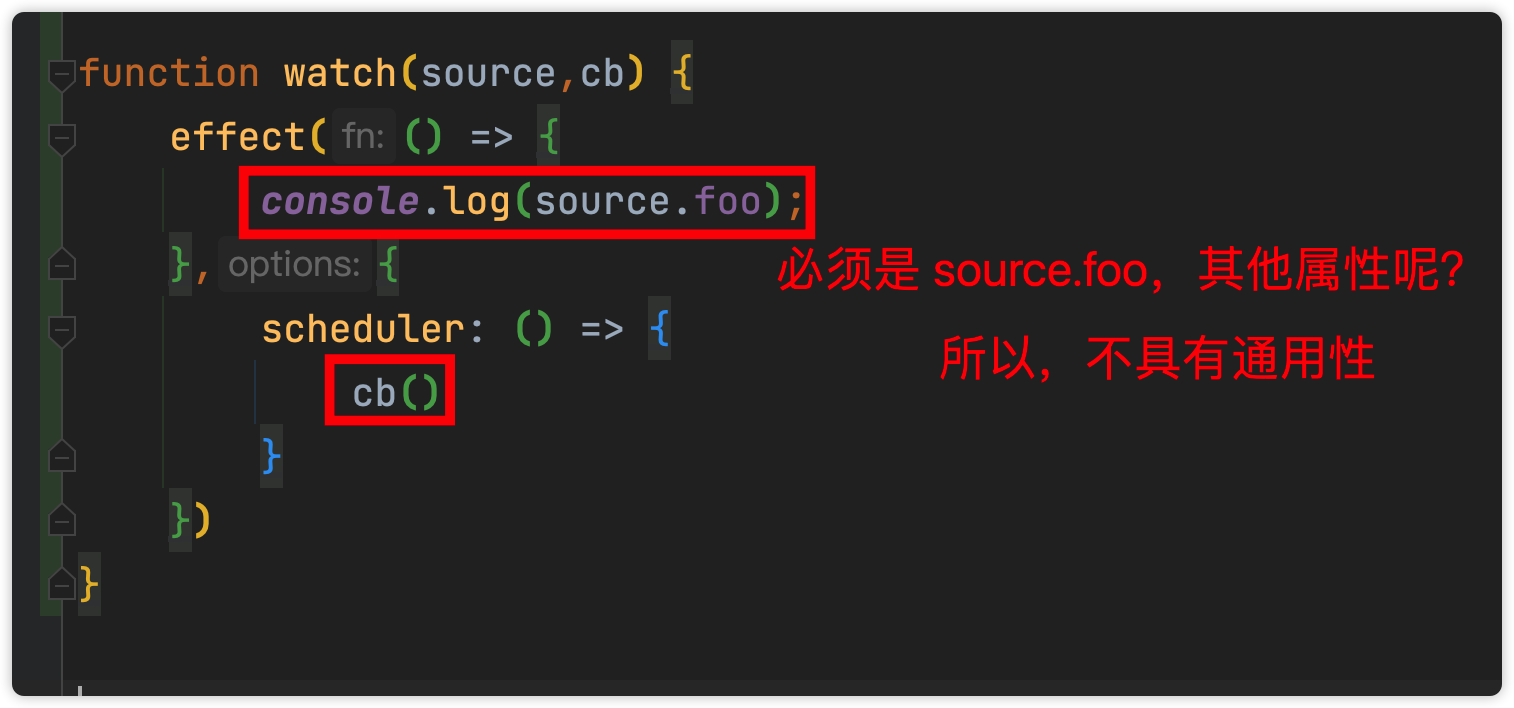 function watch(source,cb) {
effect( fn: () => {
console.log(source.foo);
}, options: {
必须是 source.foo，其他属性呢？
scheduler: () => {
所以，不具有通用性
cb()
}
})
}